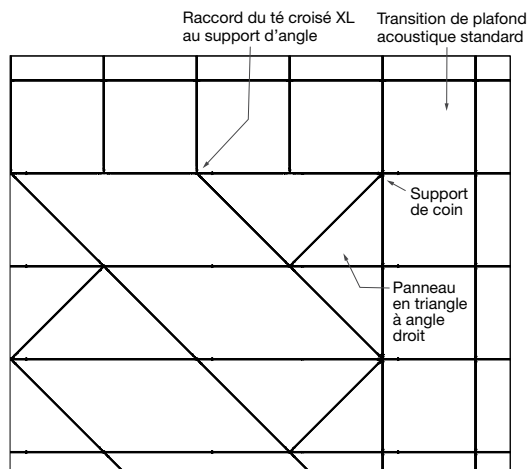 Raccord du té croisé XL
au support d'angle
Transition de plafond
acoustique standard
Support
de coin
Panneau
en triangle
à angle
droit